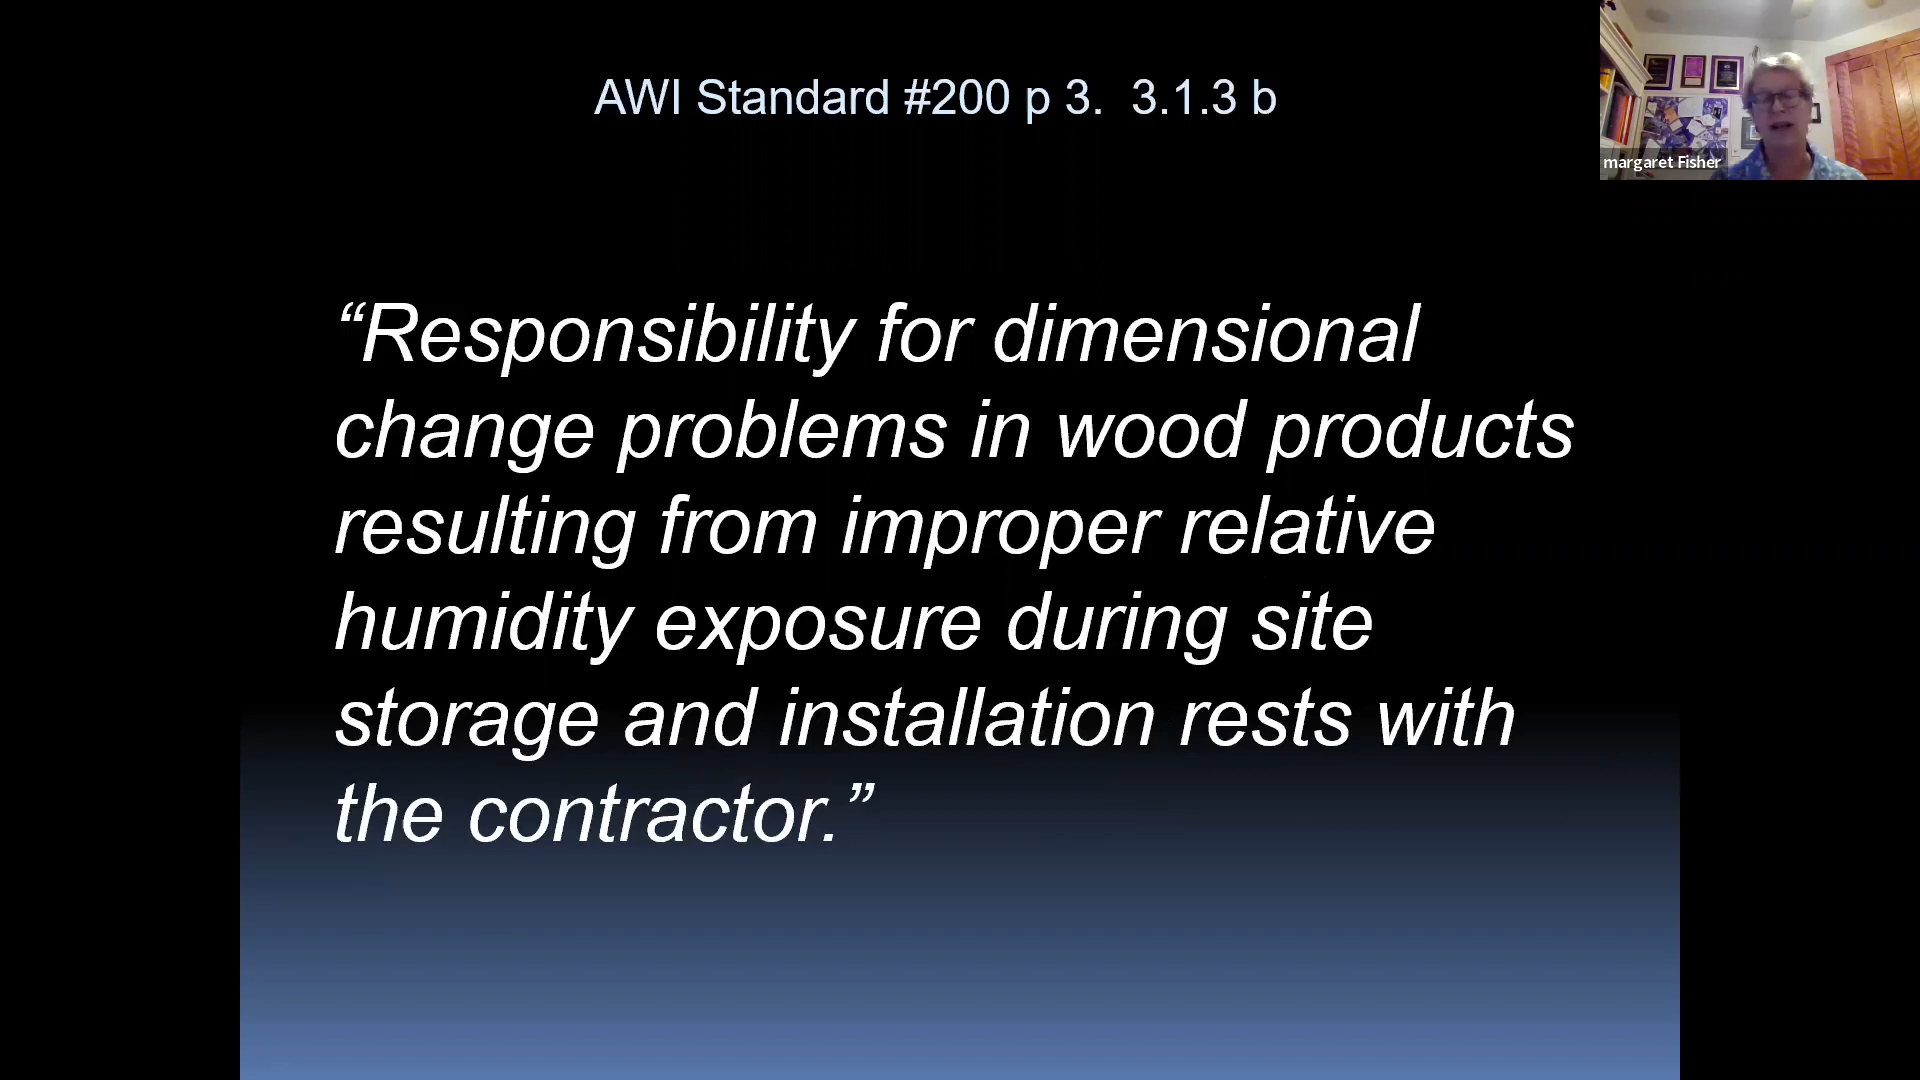 AWI Standard #200 p 3.  3.1.3 b
margaret Fisher
“Responsibility for dimensional
change problems in wood products
resulting from improper relative
humidity exposure during site
storage and installation rests with
the contractor.”